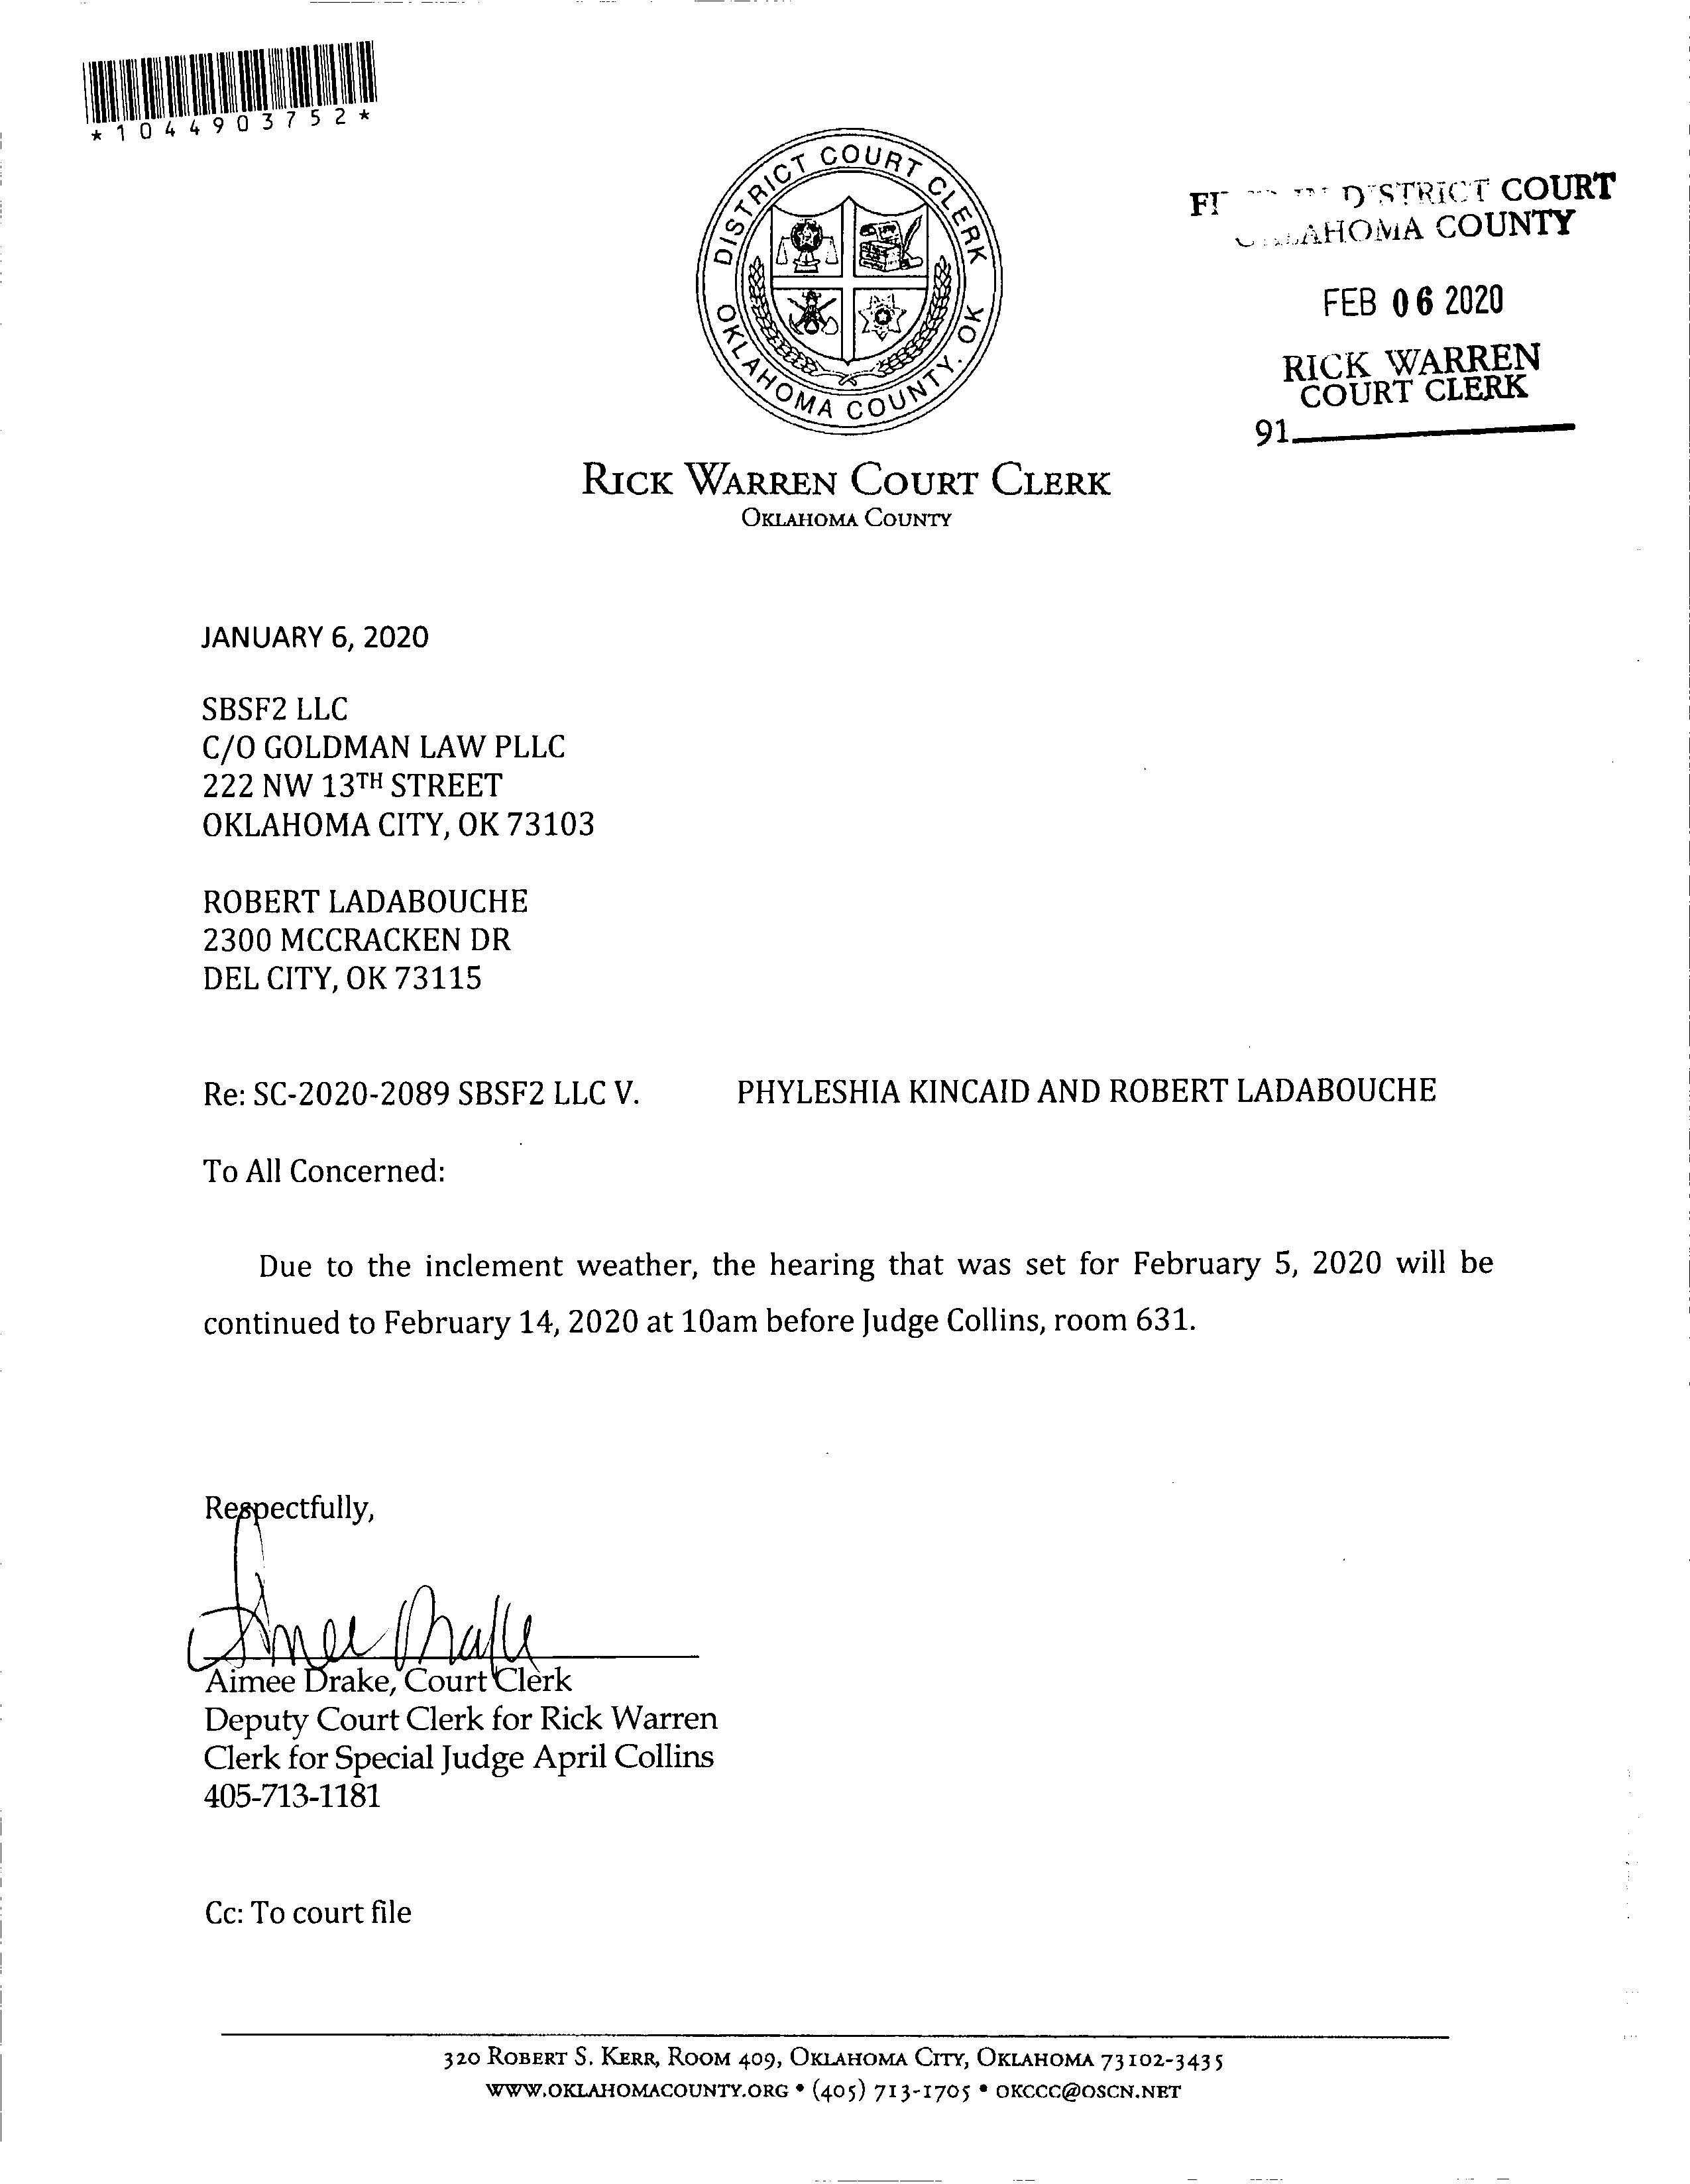 *1044903752*
DISTRICT COURT CLERK
OKLAHOMA COUNTY, OK
DISTRICT COURT
COUNTY
FEB 06 2020
RICK WARREN
COURT CLERK
91
RICK WARREN COURT CLERK
OKLAHOMA COUNTY
JANUARY 6, 2020
SBSF2 LLC
C/O GOLDMAN LAW PLLC
222 NW 13TH STREET
OKLAHOMA CITY, OK 73103
ROBERT LADABOUCHE
2300 MCCRACKEN DR
DEL CITY, OK 73115
Re: SC-2020-2089 SBSF2 LLC V. PHYLESHIA KINCAID AND ROBERT LADABOUCHE
To All Concerned:
Due to the inclement weather, the hearing that was set for February 5, 2020 will be
continued to February 14, 2020 at 10am before Judge Collins, room 631.
Respectfully,
Aimee Drake
Aimee Drake, Court Clerk
Deputy Court Clerk for Rick Warren
Clerk for Special Judge April Collins
405-713-1181
Cc: To court file
320 ROBERT S. KERR, ROOM 409, OKLAHOMA CITY, OKLAHOMA 73102-3435
WWW.OKLAHOMACOUNTY.ORG • (405) 713-1705 • OKCCC@OSCN.NET